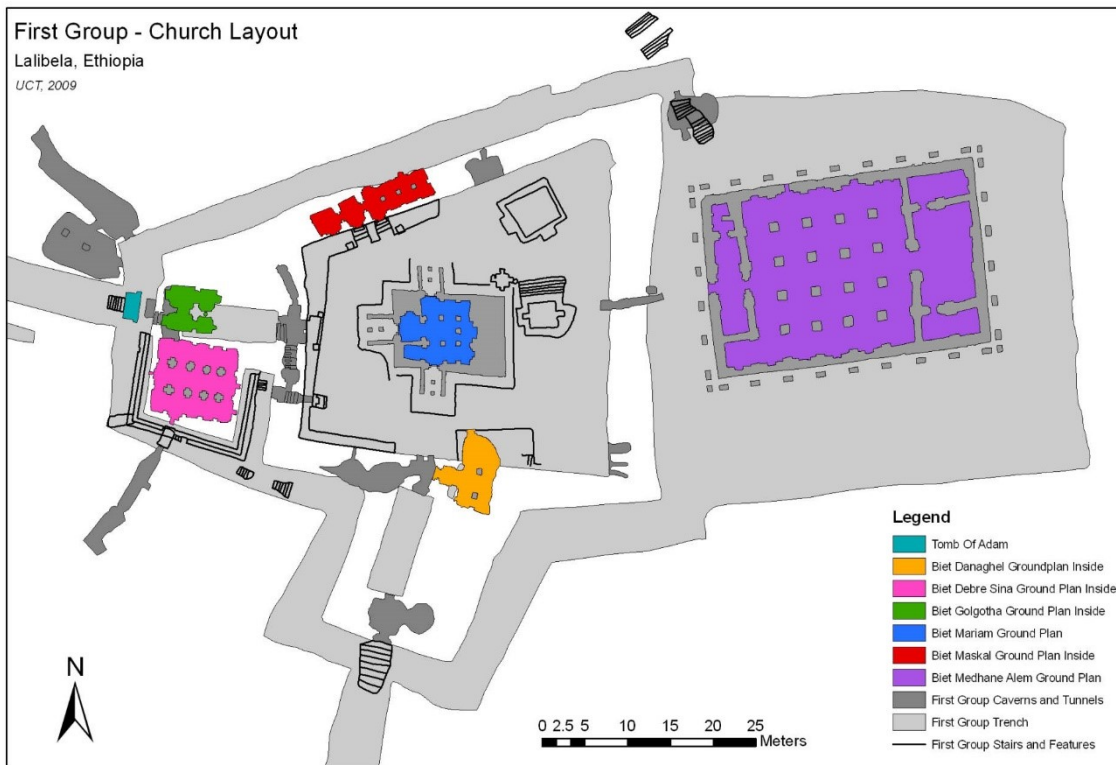 First Group - Church Layout
Lalibela, Ethiopia
UCT, 2009
Legend
Tomb Of Adam
Biet Danaghel Groundplan Inside
Biet Debre Sina Ground Plan Inside
Biet Golgotha Ground Plan Inside
Biet Mariam Ground Plan
Biet Maskal Ground Plan Inside
Biet Medhane Alem Ground Plan
First Group Caverns and Tunnels
First Group Trench
First Group Stairs and Features
N
0 2.5 5 10 15 20 25
Meters